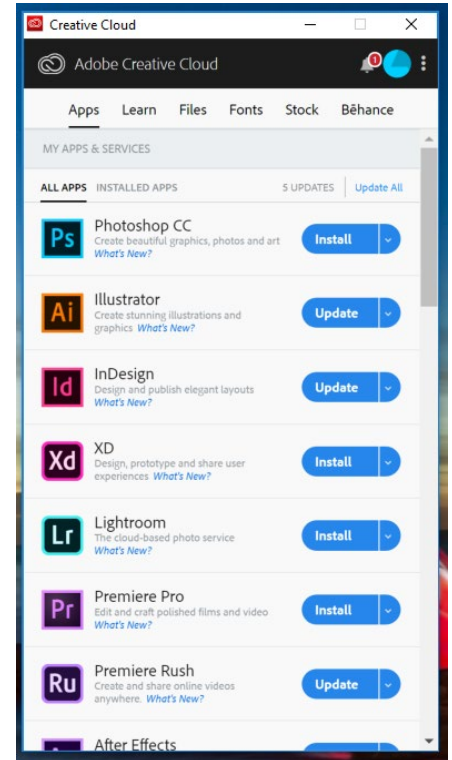 Creative Cloud
Adobe Creative Cloud
1
Apps Learn Files Fonts Stock Bēhance
MY APPS & SERVICES
ALL APPS INSTALLED APPS 5 UPDATES Update All
Ps
Photoshop CC
Create beautiful graphics, photos and art
What's New?
Install
Ai
Illustrator
Create stunning illustrations and
graphics What's New?
Update
Id
InDesign
Design and publish elegant layouts
What's New?
Update
Xd
XD
Design, prototype and share user
experiences What's New?
Install
Lr
Lightroom
The cloud-based photo service
What's New?
Install
Pr
Premiere Pro
Edit and craft polished films and video
What's New?
Install
Ru
Premiere Rush
Create and share online videos
anywhere. What's New?
Update
After Effects